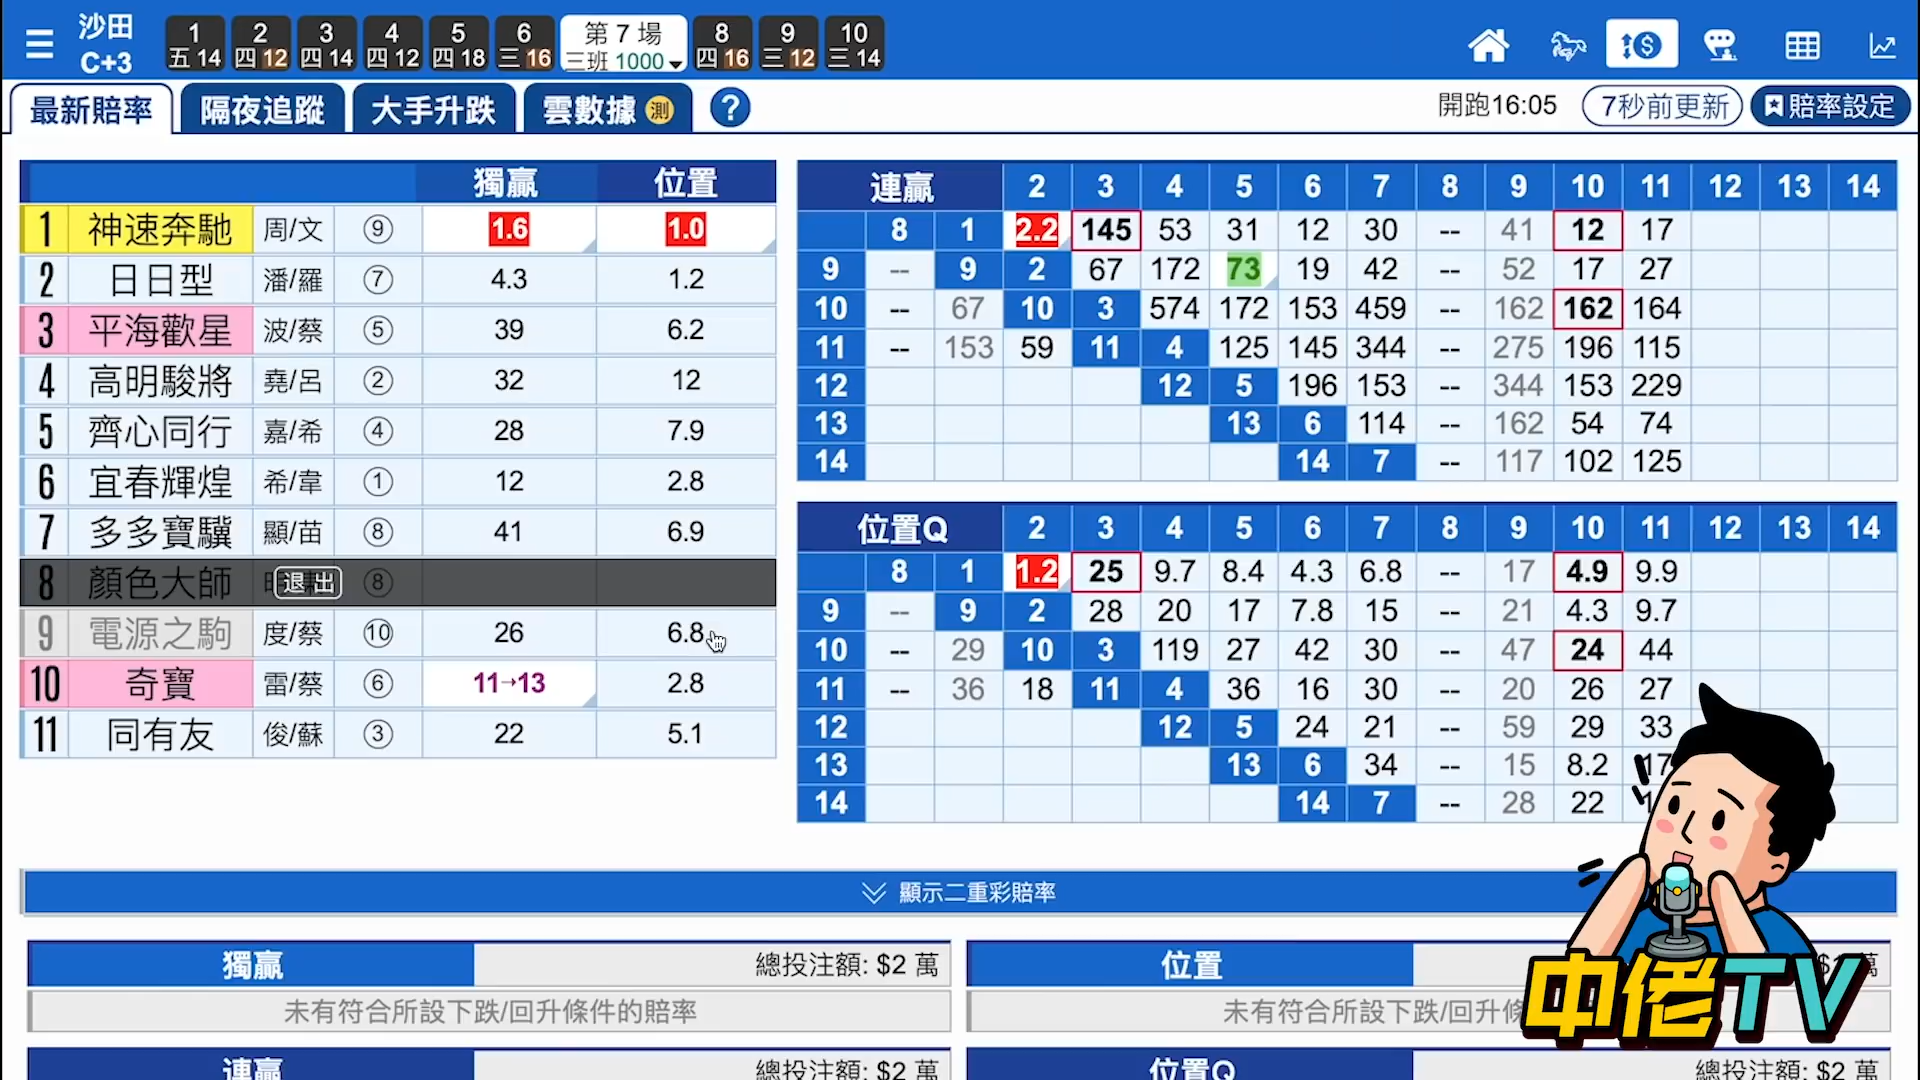 沙田
C+3
1 五 14
2 四 12
3 四 14
4 四 12
5 四 18
6 三 16
第 7 場 三班 1000
8 四 16
9 三 12
10 三 14
最新賠率 隔夜追蹤 大手升跌 雲數據 測 ?
開跑16:05 7秒前更新 賠率設定
獨贏 位置
1 神速奔馳 周/文 ⑨ 1.6 1.0
2 日日型 潘/羅 ⑦ 4.3 1.2
3 平海歡星 波/蔡 ⑤ 39 6.2
4 高明駿將 堯/呂 ② 32 12
5 齊心同行 嘉/希 ④ 28 7.9
6 宜春輝煌 希/韋 ① 12 2.8
7 多多寶驥 顯/苗 ⑧ 41 6.9
8 顏色大師 退出 ⑧
9 電源之駒 度/蔡 ⑩ 26 6.8
10 奇寶 雷/蔡 ⑥ 11→13 2.8
11 同有友 俊/蘇 ③ 22 5.1
連贏 2 3 4 5 6 7 8 9 10 11 12 13 14
8 1 2.2 145 53 31 12 30 -- 41 12 17
9 -- 9 2 67 172 73 19 42 -- 52 17 27
10 -- 67 10 3 574 172 153 459 -- 162 162 164
11 -- 153 59 11 4 125 145 344 -- 275 196 115
12 12 5 196 153 -- 344 153 229
13 13 6 114 -- 162 54 74
14 14 7 -- 117 102 125
位置Q 2 3 4 5 6 7 8 9 10 11 12 13 14
8 1 1.2 25 9.7 8.4 4.3 6.8 -- 17 4.9 9.9
9 -- 9 2 28 20 17 7.8 15 -- 21 4.3 9.7
10 -- 29 10 3 119 27 42 30 -- 47 24 44
11 -- 36 18 11 4 36 16 30 -- 20 26 27
12 12 5 24 21 -- 59 29 33
13 13 6 34 -- 15 8.2 17
14 14 7 -- 28 22
顯示二重彩賠率
獨贏 總投注額: $2 萬
未有符合所設下跌/回升條件的賠率
位置 萬
未有符合所設下跌/回升
連贏 總投注額: $2 萬
位置Q 總投注額: $2 萬
中佬TV